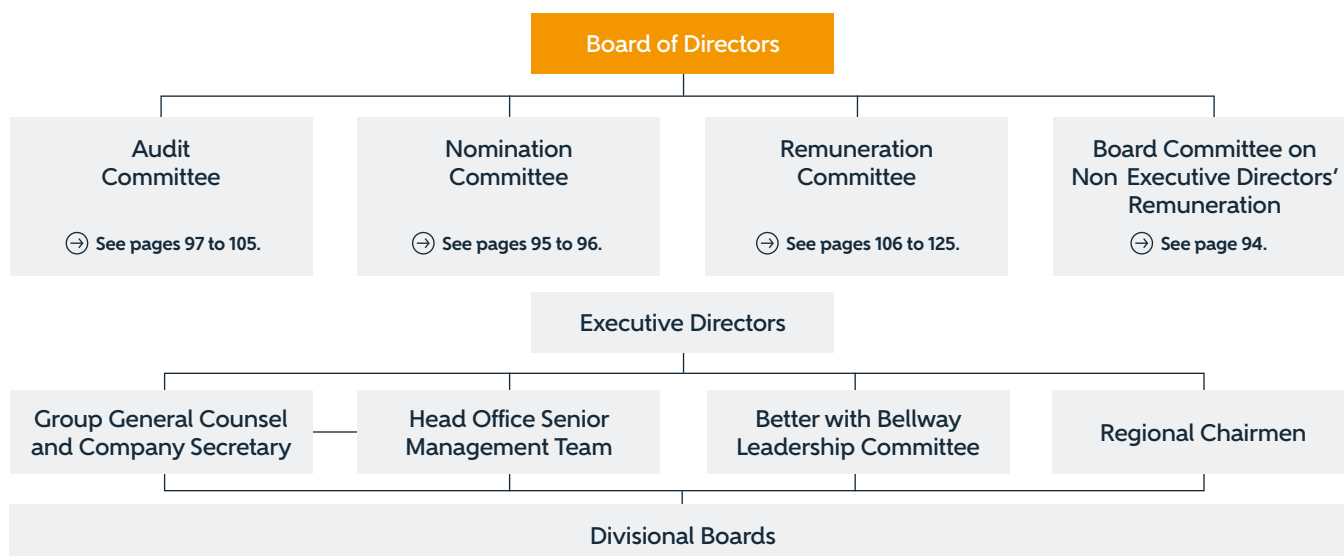 Board of Directors
Audit
Committee
See pages 97 to 105.
Nomination
Committee
See pages 95 to 96.
Remuneration
Committee
See pages 106 to 125.
Board Committee on
Non Executive Directors’
Remuneration
See page 94.
Executive Directors
Group General Counsel
and Company Secretary
Head Office Senior
Management Team
Better with Bellway
Leadership Committee
Regional Chairmen
Divisional Boards